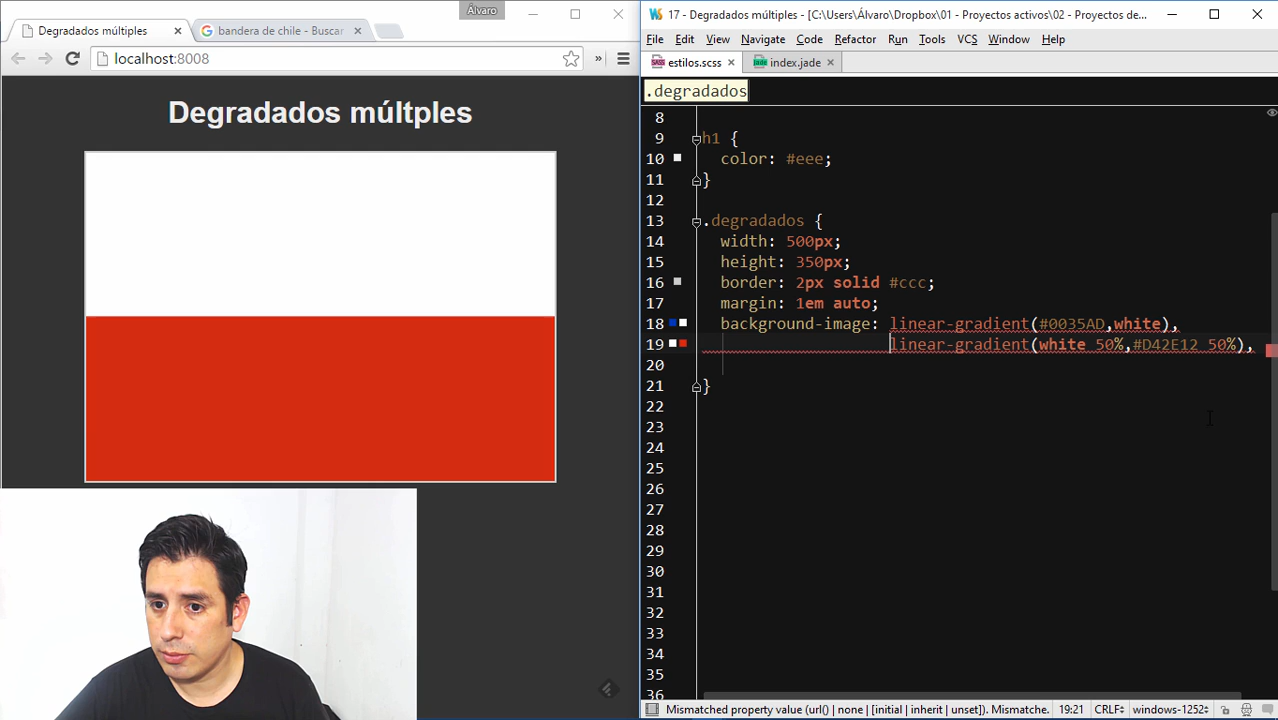 Álvaro
Degradados múltiples
bandera de chile - Buscar
localhost:8008
Degradados múltples
17 - Degradados múltiples - [C:\Users\Álvaro\Dropbox\01 - Proyectos activos\02 - Proyectos de...
File Edit View Navigate Code Refactor Run Tools VCS Window Help
estilos.scss
index.jade
.degradados
8
9 h1 {
10 color: #eee;
11 }
12
13 .degradados {
14 width: 500px;
15 height: 350px;
16 border: 2px solid #ccc;
17 margin: 1em auto;
18 background-image: linear-gradient(#0035AD,white),
19 linear-gradient(white 50%,#D42E12 50%),
20
21 }
22
23
24
25
26
27
28
29
30
31
32
33
34
35
36
Mismatched property value (url() | none | [initial | inherit | unset]). Mismatche. 19:21 CRLF÷ windows-1252÷